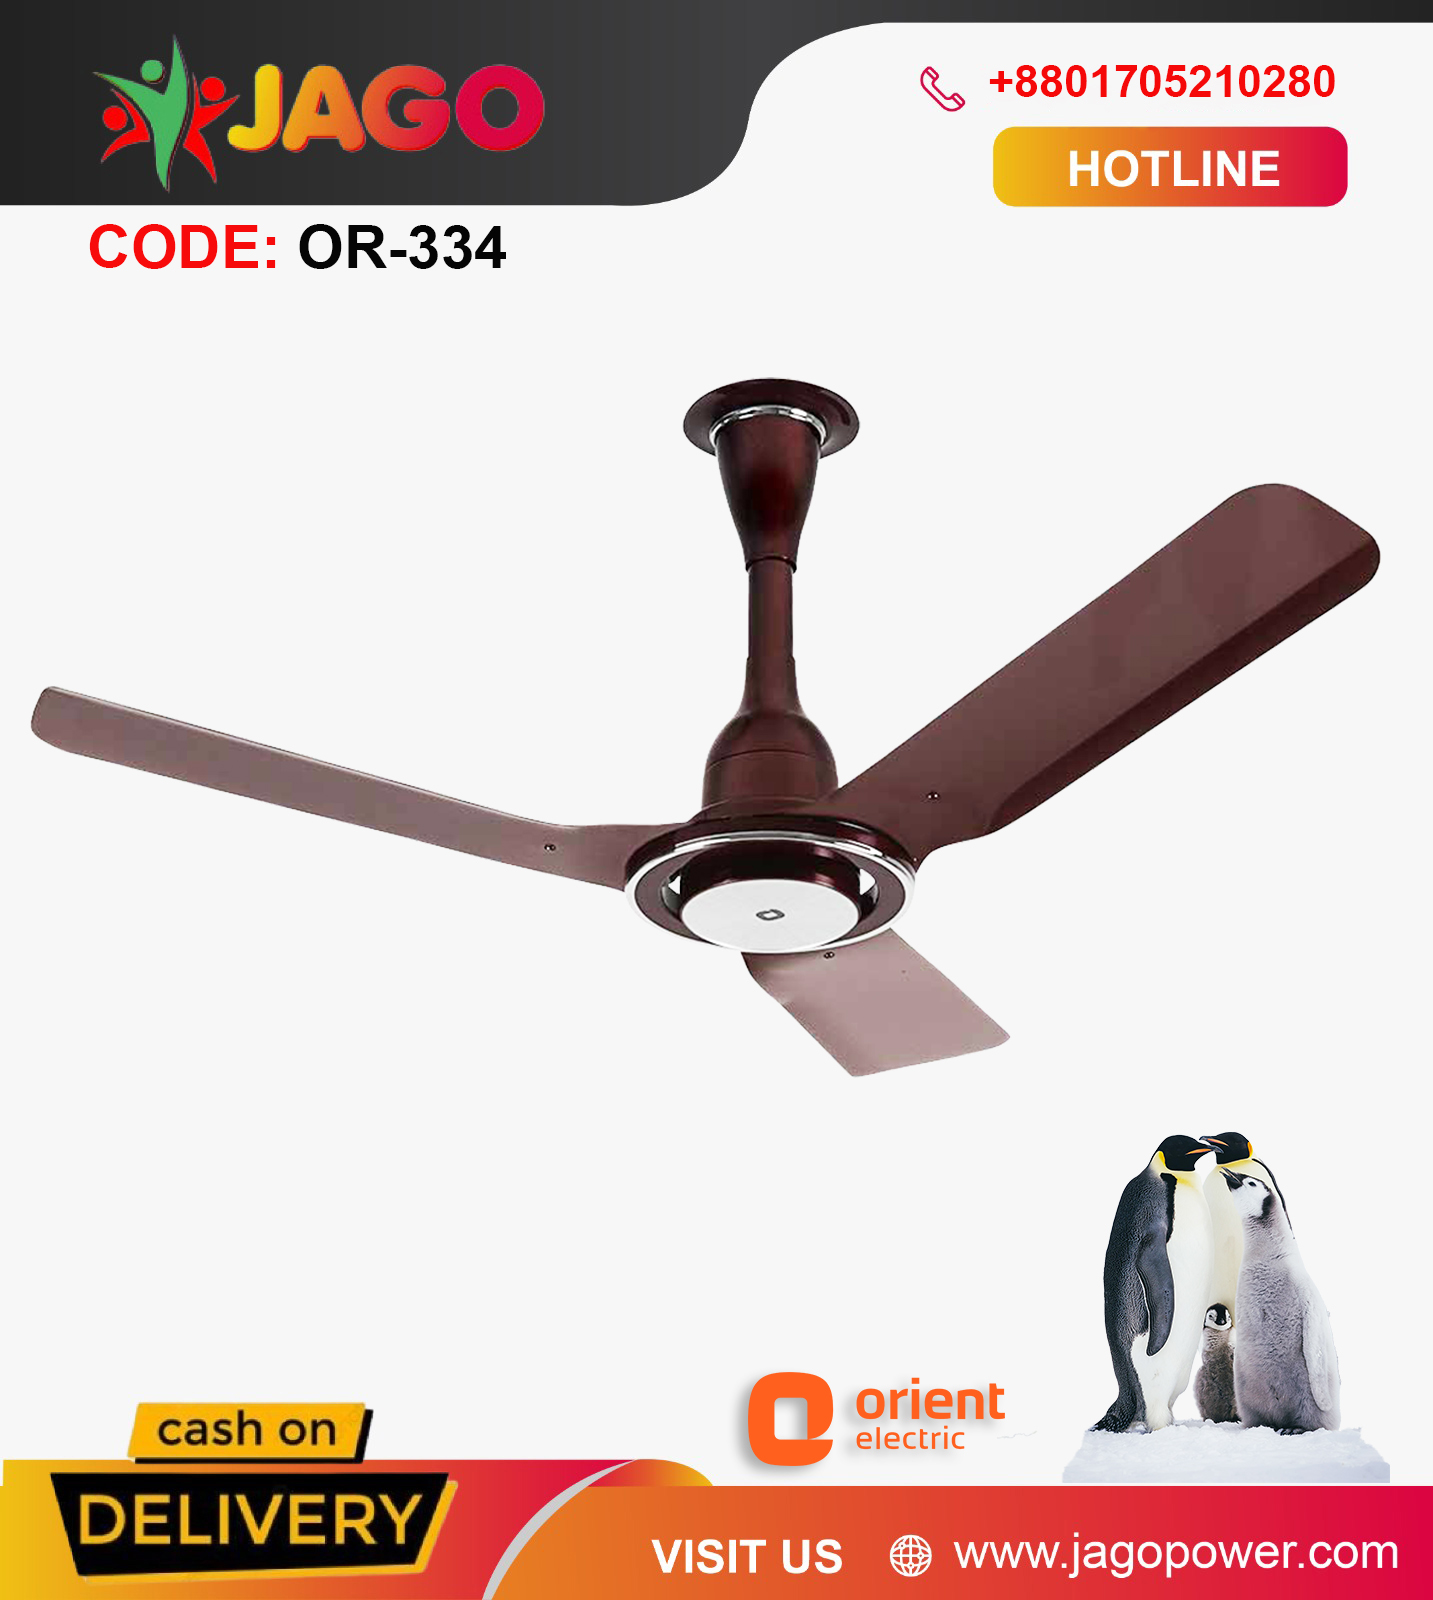 JAGO
+8801705210280
HOTLINE
CODE: OR-334
orient
electric
cash on
DELIVERY
VISIT US
www.jagopower.com